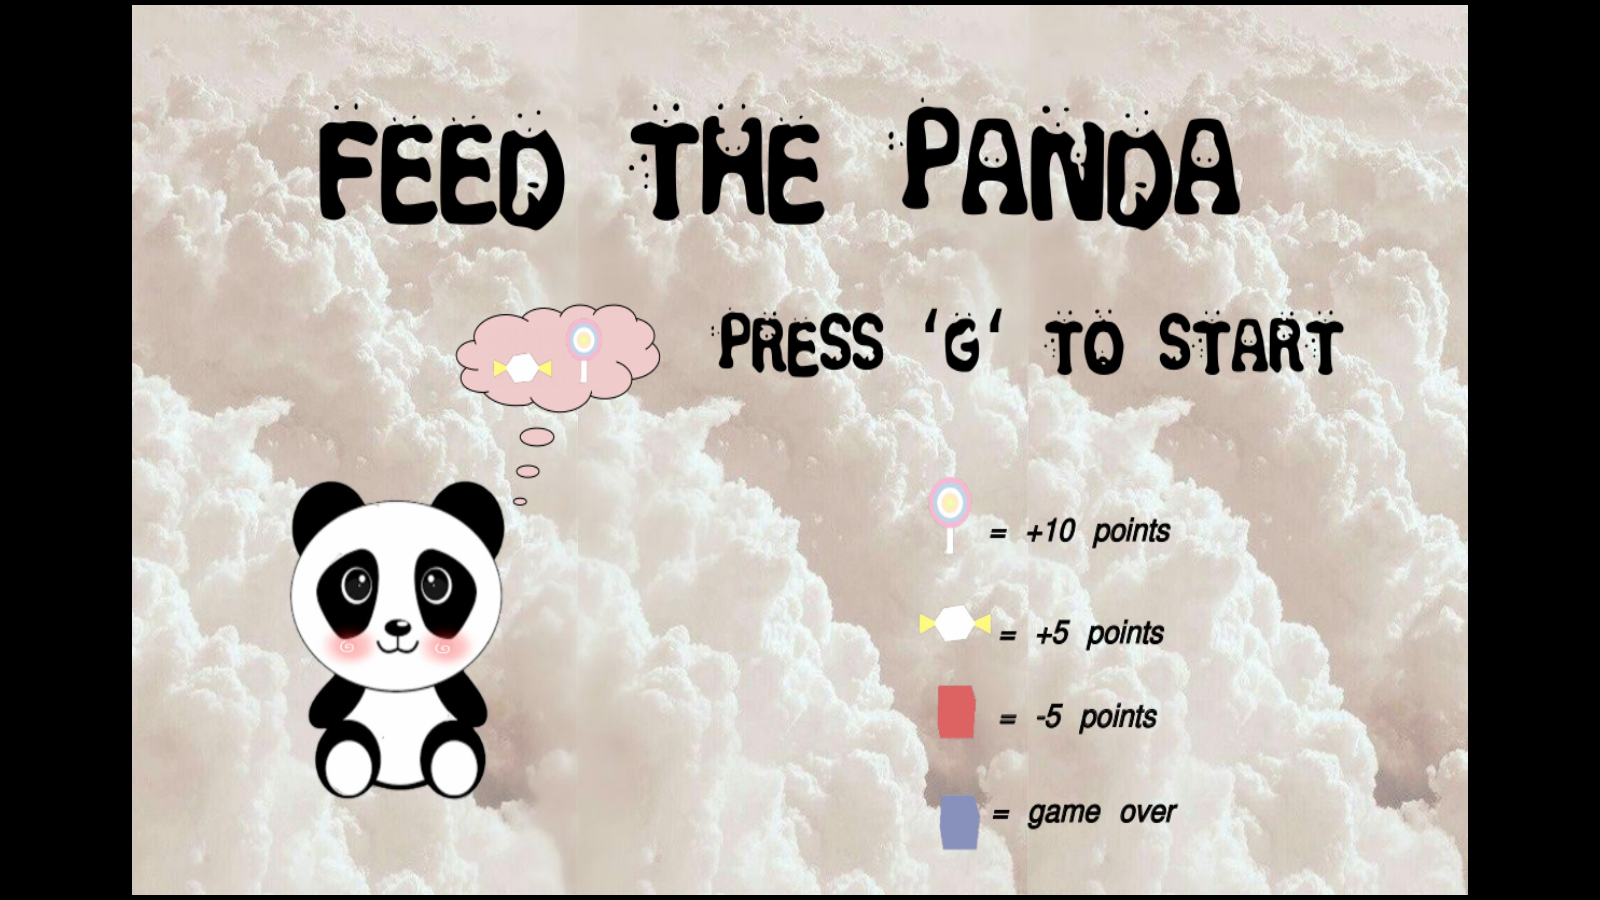 FEED THE PANDA
PRESS 'G' TO START
= +10 points
= +5 points
= -5 points
= game over